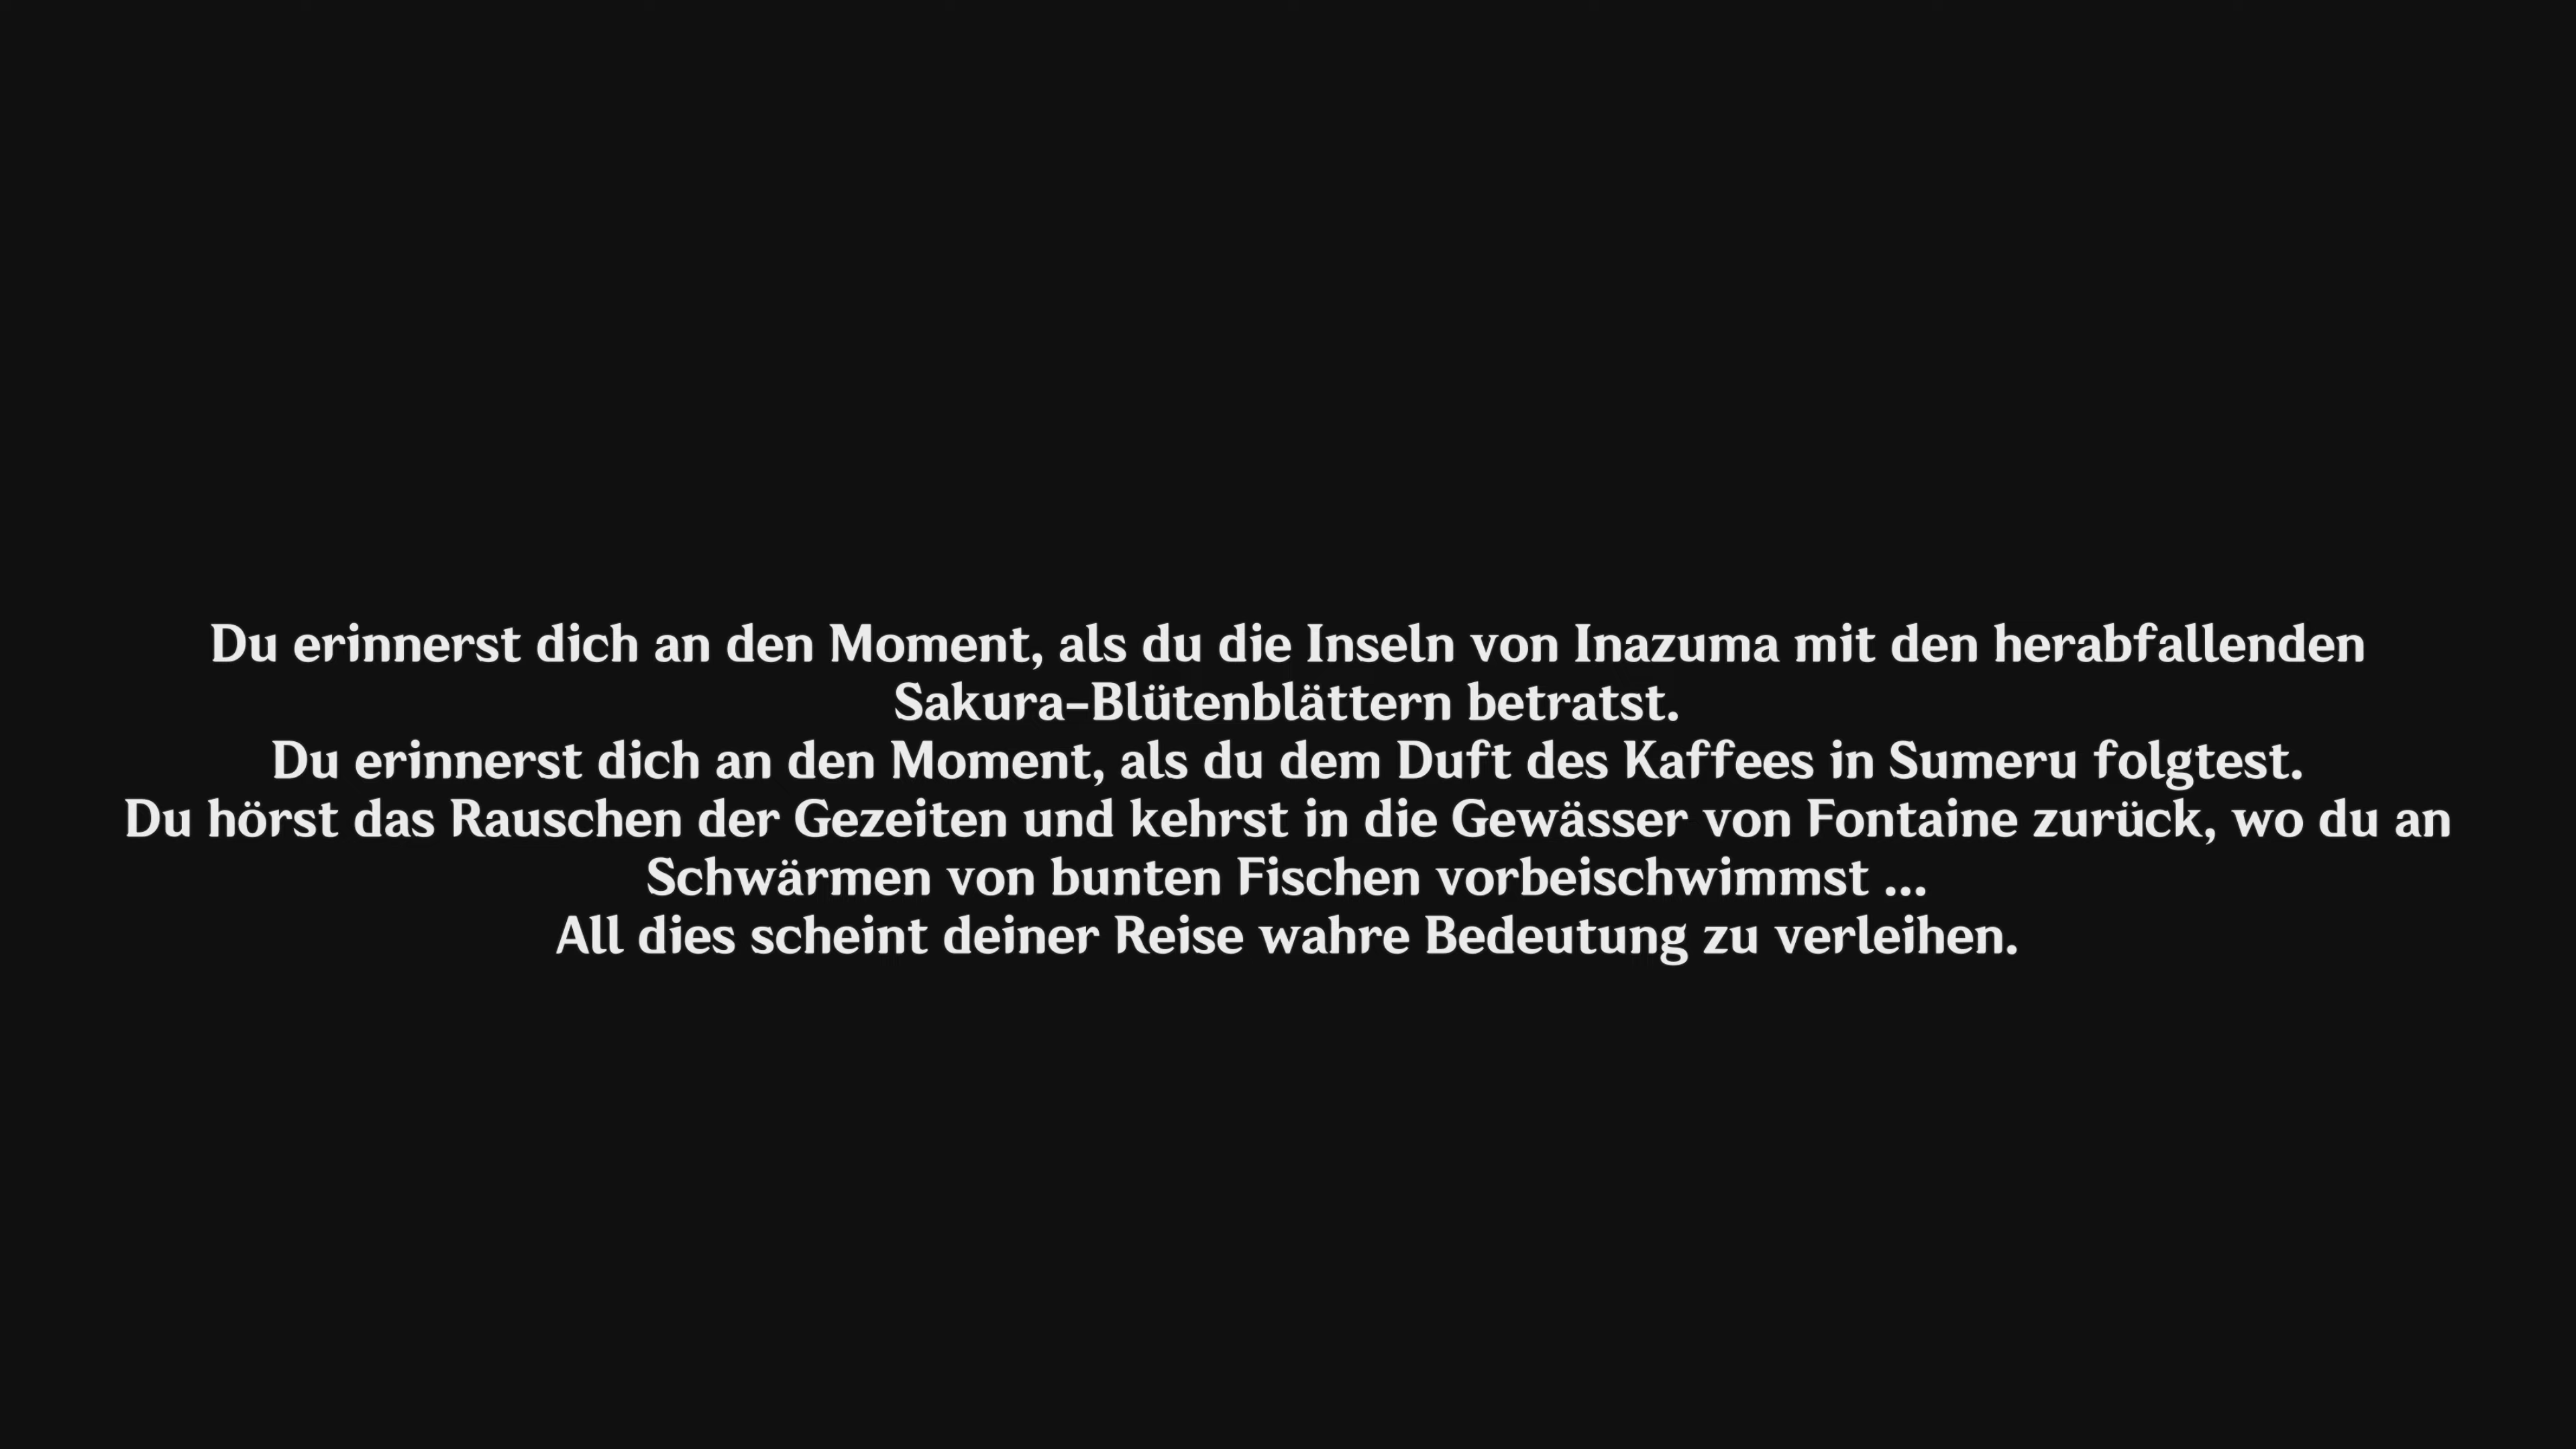 Du erinnerst dich an den Moment, als du die Inseln von Inazuma mit den herabfallenden
Sakura-Blütenblättern betratst.
Du erinnerst dich an den Moment, als du dem Duft des Kaffees in Sumeru folgtest.
Du hörst das Rauschen der Gezeiten und kehrst in die Gewässer von Fontaine zurück, wo du an
Schwärmen von bunten Fischen vorbeischwimmst ...
All dies scheint deiner Reise wahre Bedeutung zu verleihen.